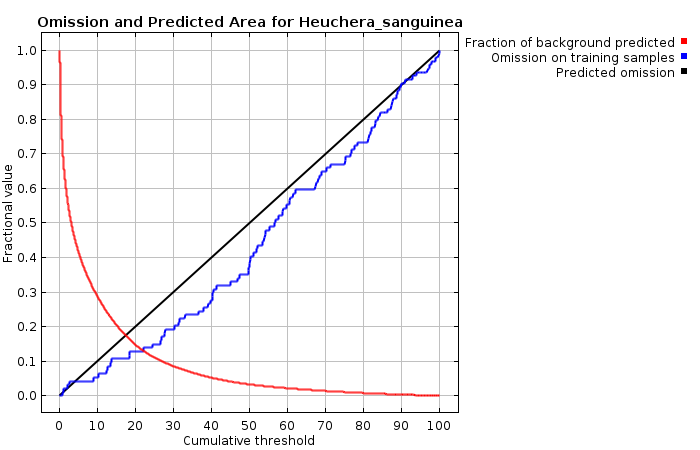 Omission and Predicted Area for Heuchera_sanguinea
Fraction of background predicted
Omission on training samples
Predicted omission
Fractional value
1.0
0.9
0.8
0.7
0.6
0.5
0.4
0.3
0.2
0.1
0.0
0 10 20 30 40 50 60 70 80 90 100
Cumulative threshold